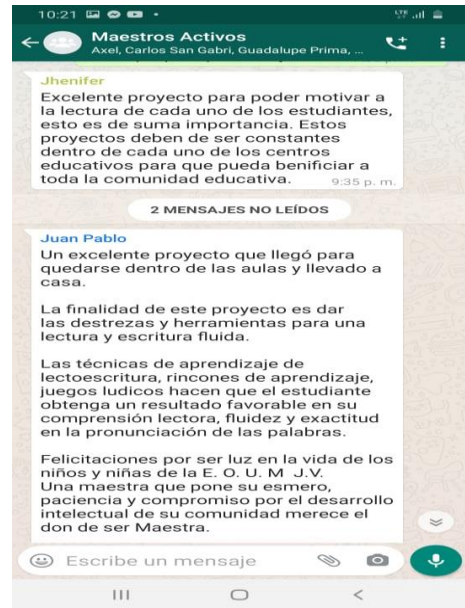 10:21
LTE
Maestros Activos
Axel, Carlos San Gabri, Guadalupe Prima, ...
Jhenifer
Excelente proyecto para poder motivar a
la lectura de cada uno de los estudiantes,
esto es de suma importancia. Estos
proyectos deben de ser constantes
dentro de cada uno de los centros
educativos para que pueda benificiar a
toda la comunidad educativa. 9:35 p. m.
2 MENSAJES NO LEÍDOS
Juan Pablo
Un excelente proyecto que llegó para
quedarse dentro de las aulas y llevado a
casa.
La finalidad de este proyecto es dar
las destrezas y herramientas para una
lectura y escritura fluida.
Las técnicas de aprendizaje de
lectoescritura, rincones de aprendizaje,
juegos ludicos hacen que el estudiante
obtenga un resultado favorable en su
comprensión lectora, fluidez y exactitud
en la pronunciación de las palabras.
Felicitaciones por ser luz en la vida de los
niños y niñas de la E. O. U. M J.V.
Una maestra que pone su esmero,
paciencia y compromiso por el desarrollo
intelectual de su comunidad merece el
don de ser Maestra.
Escribe un mensaje